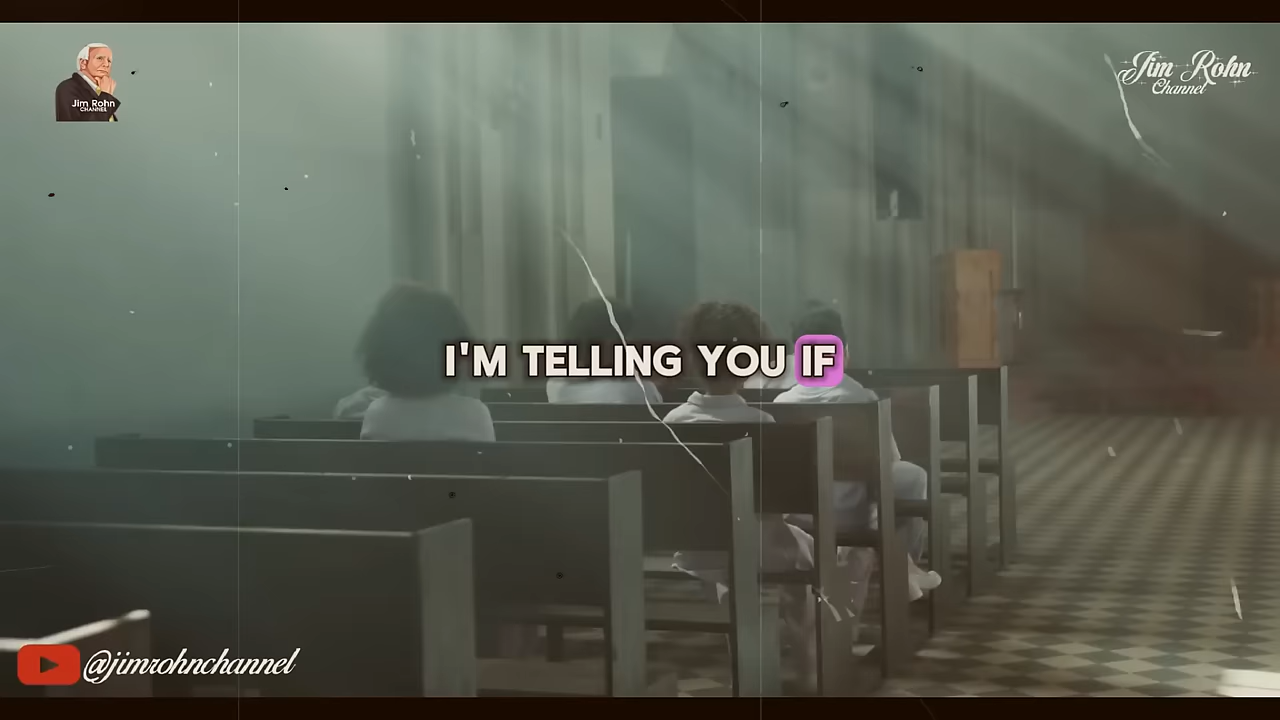 Jim Rohn
CHANNEL
Jim Rohn
Channel
I'M TELLING YOU IF
@jimrohnchannel